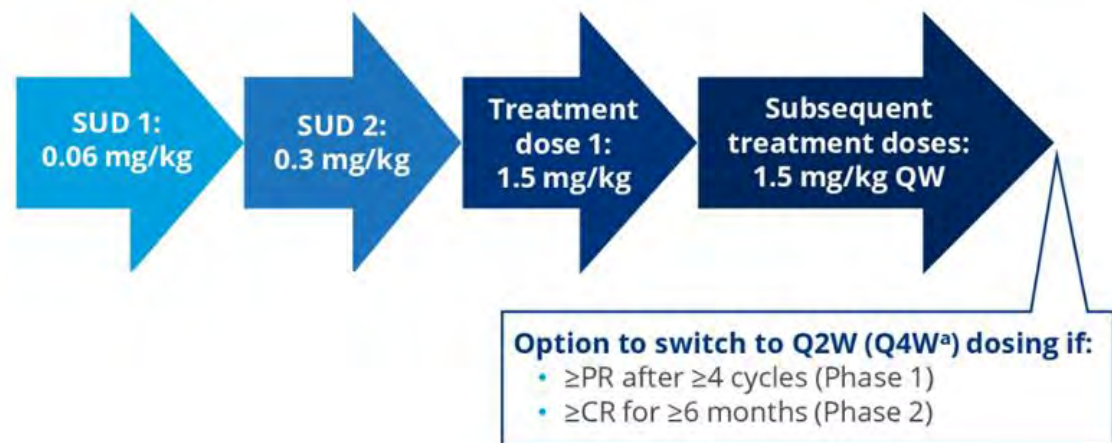 SUD 1:
0.06 mg/kg
SUD 2:
0.3 mg/kg
Treatment
dose 1:
1.5 mg/kg
Subsequent
treatment doses:
1.5 mg/kg QW
Option to switch to Q2W (Q4Wᵃ) dosing if:
• ≥PR after ≥4 cycles (Phase 1)
• ≥CR for ≥6 months (Phase 2)